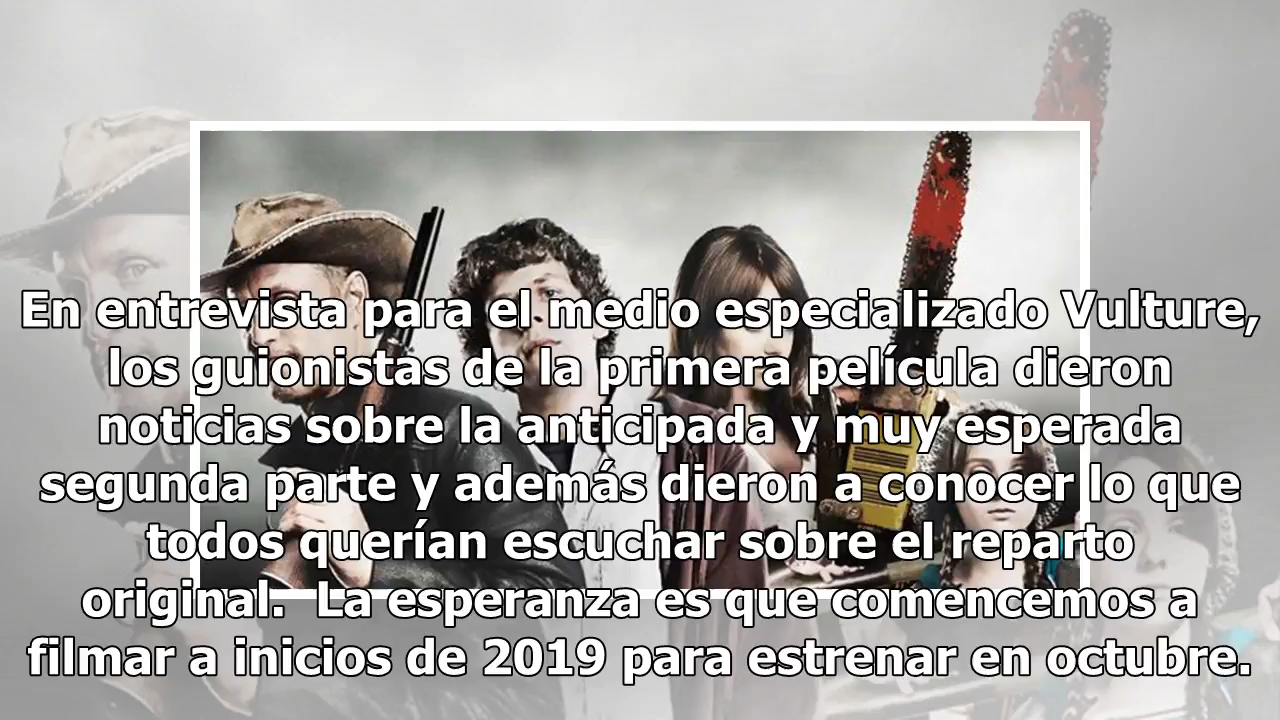 En entrevista para el medio especializado Vulture,
los guionistas de la primera película dieron
noticias sobre la anticipada y muy esperada
segunda parte y además dieron a conocer lo que
todos querían escuchar sobre el reparto
original.  La esperanza es que comencemos a
filmar a inicios de 2019 para estrenar en octubre.